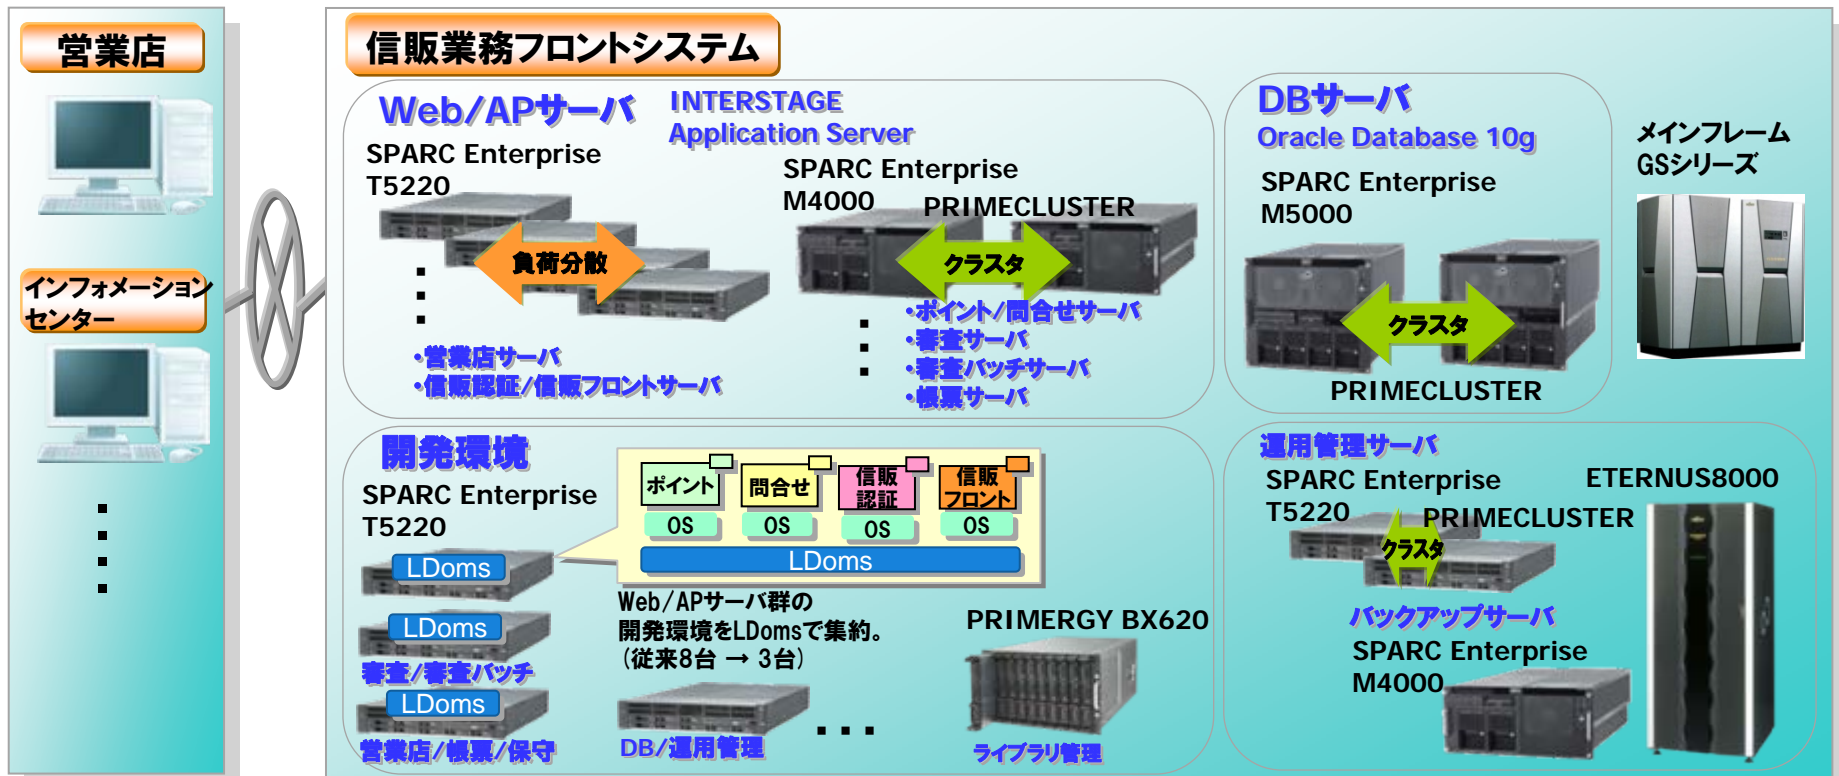 営業店
インフォメーション
センター
信販業務フロントシステム
Web/APサーバ
INTERSTAGE
Application Server
SPARC Enterprise
T5220
負荷分散
・営業店サーバ
・信販認証/信販フロントサーバ
SPARC Enterprise
M4000
PRIMECLUSTER
クラスタ
・ポイント/問合せサーバ
・審査サーバ
・審査バッチサーバ
・帳票サーバ
DBサーバ
Oracle Database 10g
SPARC Enterprise
M5000
クラスタ
PRIMECLUSTER
メインフレーム
GSシリーズ
開発環境
SPARC Enterprise
T5220
LDoms
LDoms
審査/審査バッチ
LDoms
営業店/帳票/保守
ポイント
問合せ
信販
認証
信販
フロント
OS
OS
OS
OS
LDoms
Web/APサーバ群の
開発環境をLDomsで集約。
(従来8台 → 3台)
DB/運用管理
PRIMERGY BX620
ライブラリ管理
運用管理サーバ
SPARC Enterprise
T5220
PRIMECLUSTER
クラスタ
バックアップサーバ
SPARC Enterprise
M4000
ETERNUS8000